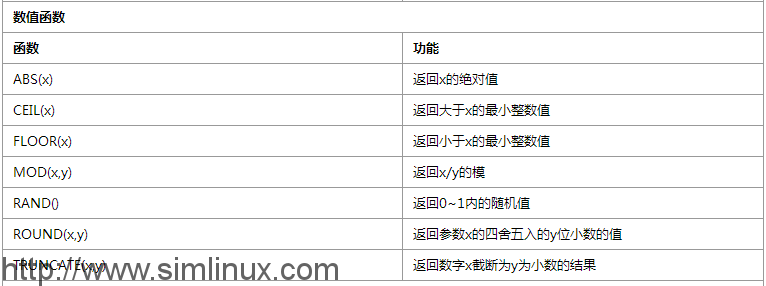 数值函数
函数 功能
ABS(x) 返回x的绝对值
CEIL(x) 返回大于x的最小整数值
FLOOR(x) 返回小于x的最小整数值
MOD(x,y) 返回x/y的模
RAND() 返回0~1内的随机值
ROUND(x,y) 返回参数x的四舍五入的y位小数的值
TRUNCATE(x,y) 返回数字x截断为y为小数的结果
http://www.simlinux.com